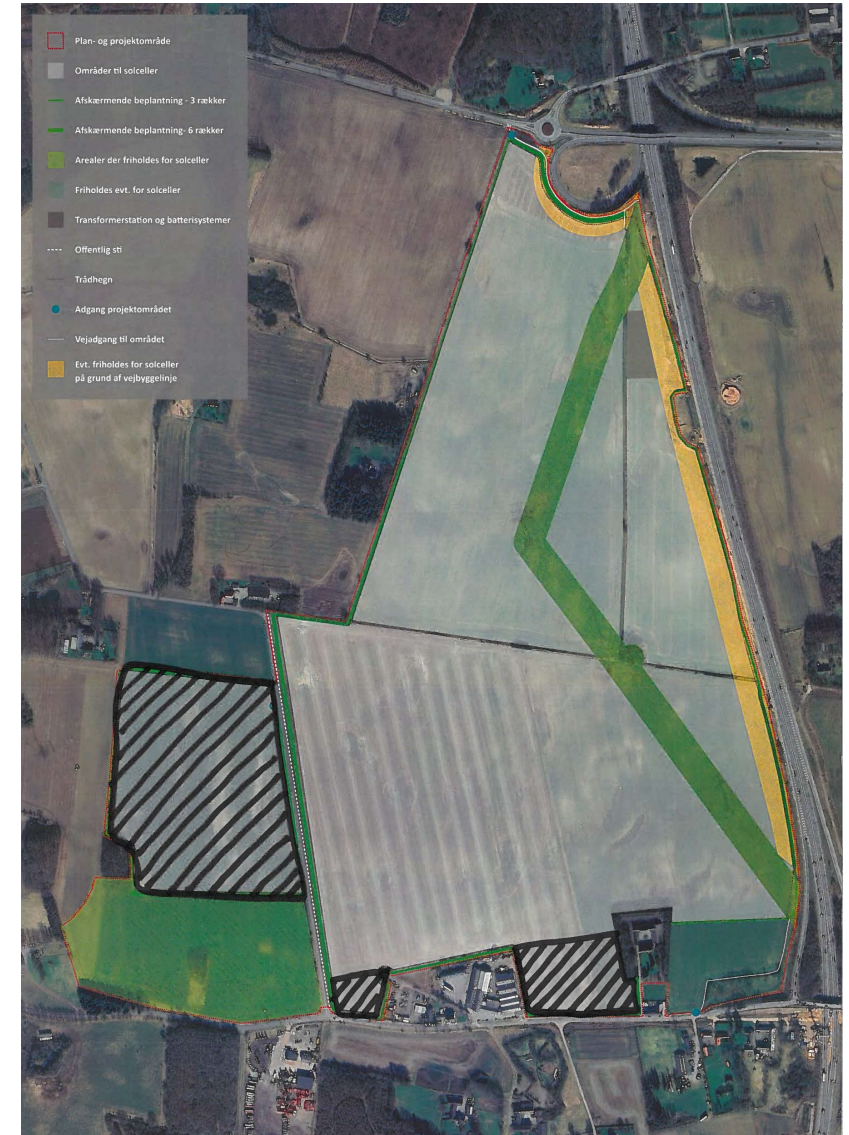 Plan- og projektområde
Områder til solceller
Afskærmende beplantning - 3 rækker
Afskærmende beplantning- 6 rækker
Arealer der friholdes for solceller
Friholdes evt. for solceller
Transformerstation og batterisystemer
Offentlig sti
Trådhegn
Adgang projektområdet
Vejadgang til området
Evt. friholdes for solceller
på grund af vejbyggelinje